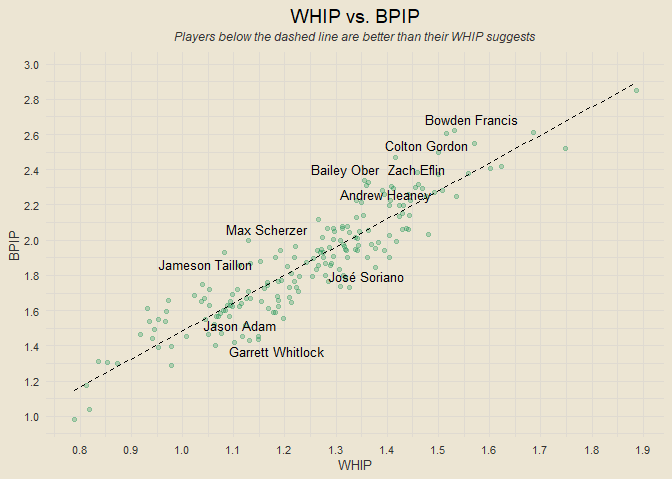 WHIP vs. BPIP
Players below the dashed line are better than their WHIP suggests
3.0
2.8
2.6
2.4
2.2
2.0
1.8
1.6
1.4
1.2
1.0
BPIP
Bowden Francis
Colton Gordon
Bailey Ober
Zach Eflin
Andrew Heaney
Max Scherzer
Jameson Taillon
José Soriano
Jason Adam
Garrett Whitlock
0.8 0.9 1.0 1.1 1.2 1.3 1.4 1.5 1.6 1.7 1.8 1.9
WHIP